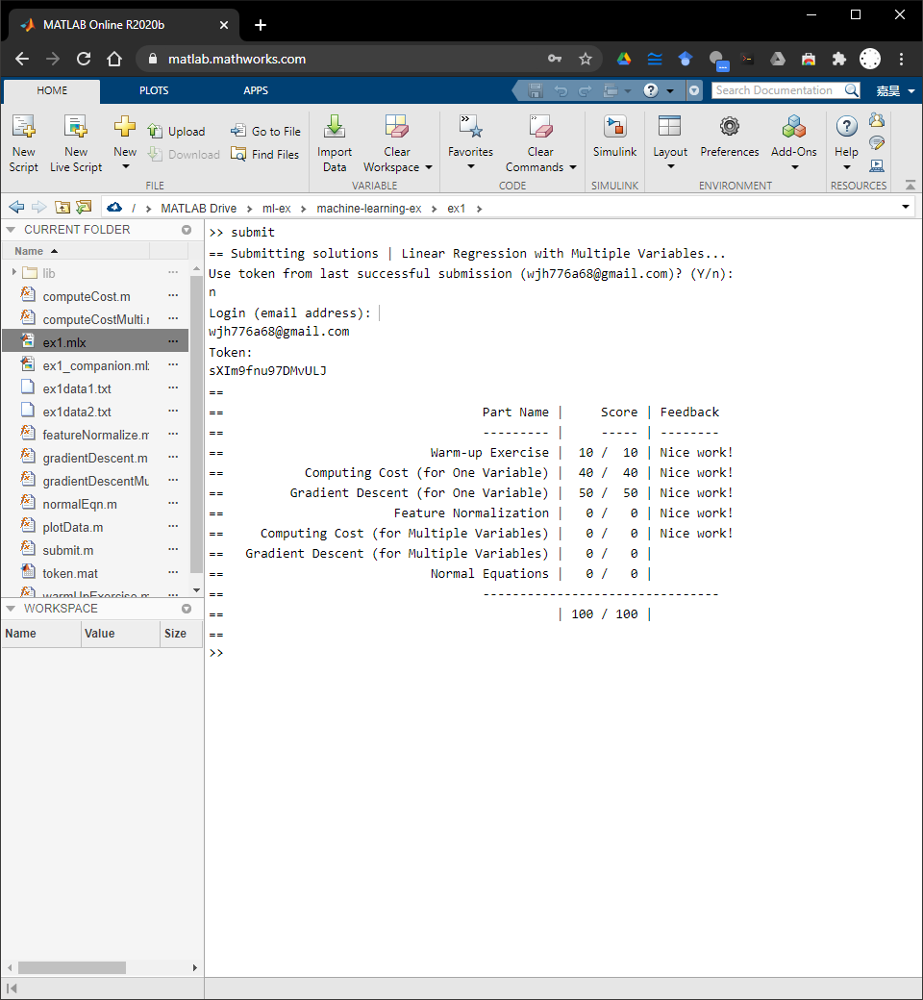 MATLAB Online R2020b
matlab.mathworks.com
HOME PLOTS APPS
Search Documentation 嘉昊
New Script
New Live Script
New
Upload
Download
Go to File
Find Files
Import Data
Clear Workspace
Favorites
Clear Commands
Simulink
Layout
Preferences
Add-Ons
Help
FILE VARIABLE CODE SIMULINK ENVIRONMENT RESOURCES
/ MATLAB Drive ml-ex machine-learning-ex ex1
CURRENT FOLDER
Name
lib
computeCost.m
computeCostMulti.m
ex1.mlx
ex1_companion.mlx
ex1data1.txt
ex1data2.txt
featureNormalize.m
gradientDescent.m
gradientDescentMu
normalEqn.m
plotData.m
submit.m
token.mat
warmUpExercise.m
WORKSPACE
Name Value Size
>> submit
== Submitting solutions | Linear Regression with Multiple Variables...
Use token from last successful submission (wjh776a68@gmail.com)? (Y/n):
n
Login (email address):
wjh776a68@gmail.com
Token:
sXIm9fnu97DMvULJ
==
== Part Name | Score | Feedback
== --------- | ----- | --------
== Warm-up Exercise | 10 / 10 | Nice work!
== Computing Cost (for One Variable) | 40 / 40 | Nice work!
== Gradient Descent (for One Variable) | 50 / 50 | Nice work!
== Feature Normalization | 0 / 0 | Nice work!
== Computing Cost (for Multiple Variables) | 0 / 0 | Nice work!
== Gradient Descent (for Multiple Variables) | 0 / 0 |
== Normal Equations | 0 / 0 |
== --------------------------------
== | 100 / 100 |
==
>>